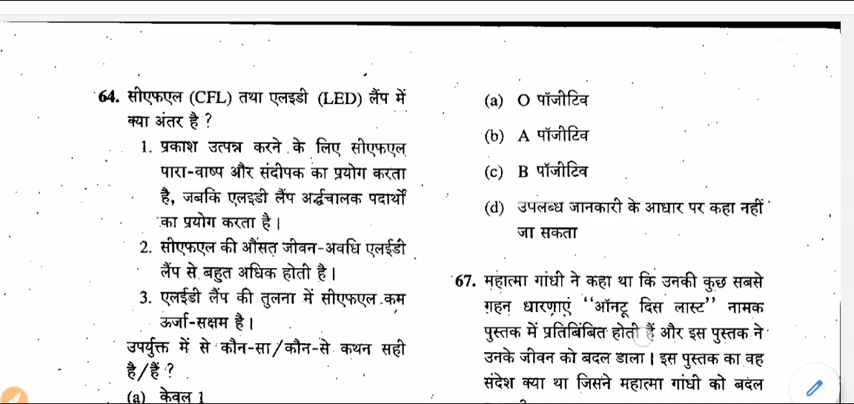 64. सीएफएल (CFL) तथा एलइडी (LED) लैंप में
क्या अंतर है ?
1. प्रकाश उत्पन्न करने के लिए सीएफएल
पारा-वाष्प और संदीपक का प्रयोग करता
है, जबकि एलइडी लैंप अर्द्धचालक पदार्थों
का प्रयोग करता है।
2. सीएफएल की औसत जीवन-अवधि एलईडी
लैंप से बहुत अधिक होती है।
3. एलईडी लैंप की तुलना में सीएफएल कम
ऊर्जा-सक्षम है।
उपर्युक्त में से कौन-सा/कौन-से कथन सही
है/हैं ?
(a) केवल 1
(a) O पॉजीटिव
(b) A पॉजीटिव
(c) B पॉजीटिव
(d) उपलब्ध जानकारी के आधार पर कहा नहीं
जा सकता
67. महात्मा गांधी ने कहा था कि उनकी कुछ सबसे
गहन धारणाएं ‘‘ऑनटू दिस लास्ट’’ नामक
पुस्तक में प्रतिबिंबित होती हैं और इस पुस्तक ने
उनके जीवन को बदल डाला। इस पुस्तक का वह
संदेश क्या था जिसने महात्मा गांधी को बदल